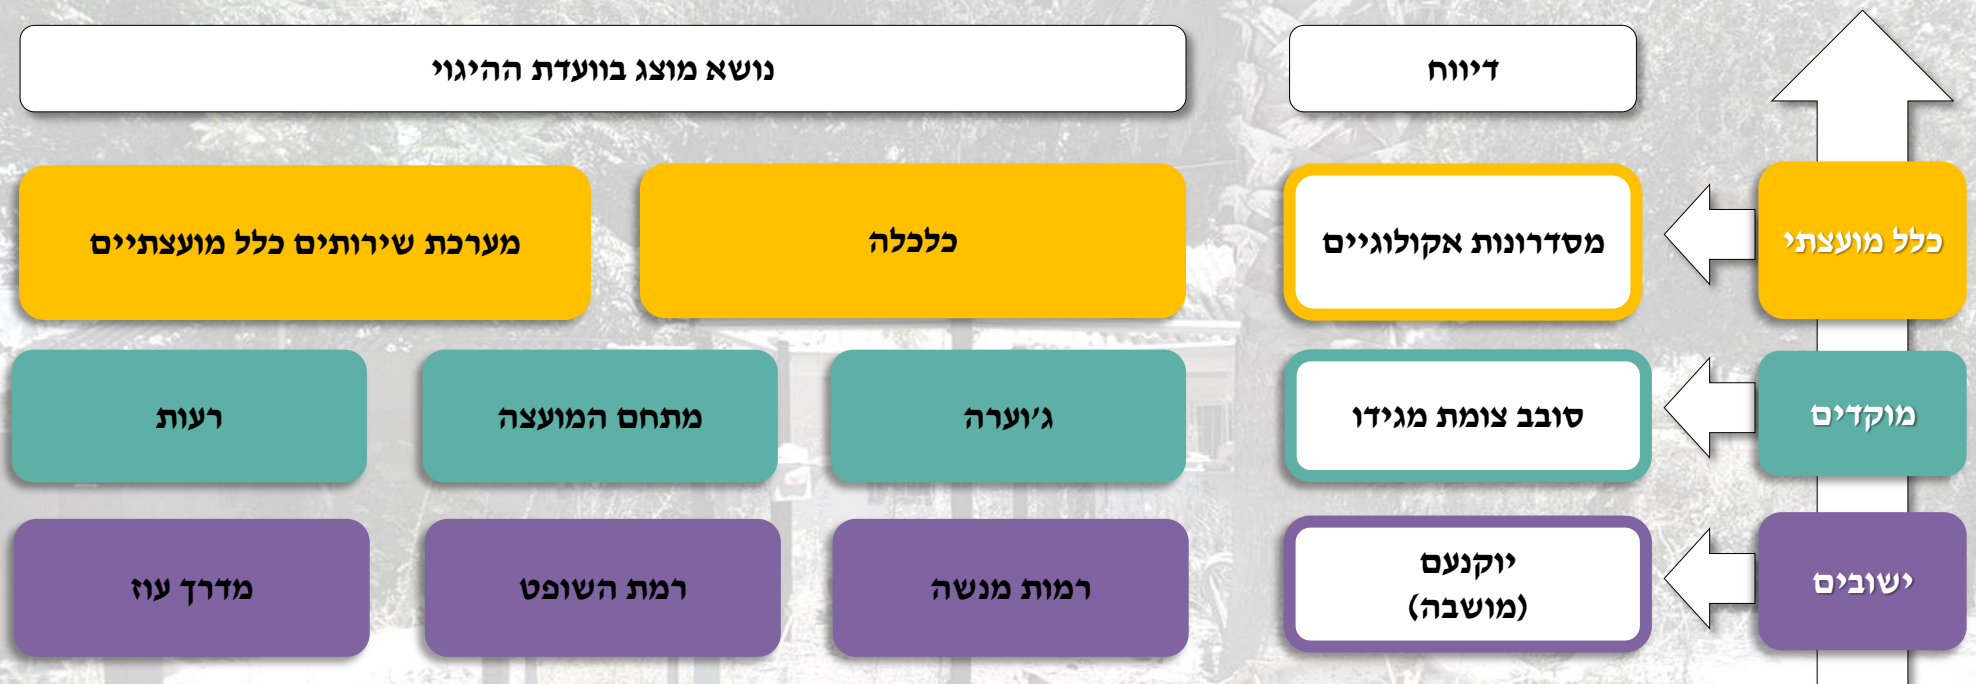 דיווח
נושא מוצג בוועדת ההיגוי
כלל מועצתי
מסדרונות אקולוגיים
כלכלה
מערכת שירותים כלל מועצתיים
מוקדים
סובב צומת מגידו
ג'וערה
מתחם המועצה
רעות
ישובים
יוקנעם
(מושבה)
רמות מנשה
רמת השופט
מדרך עוז